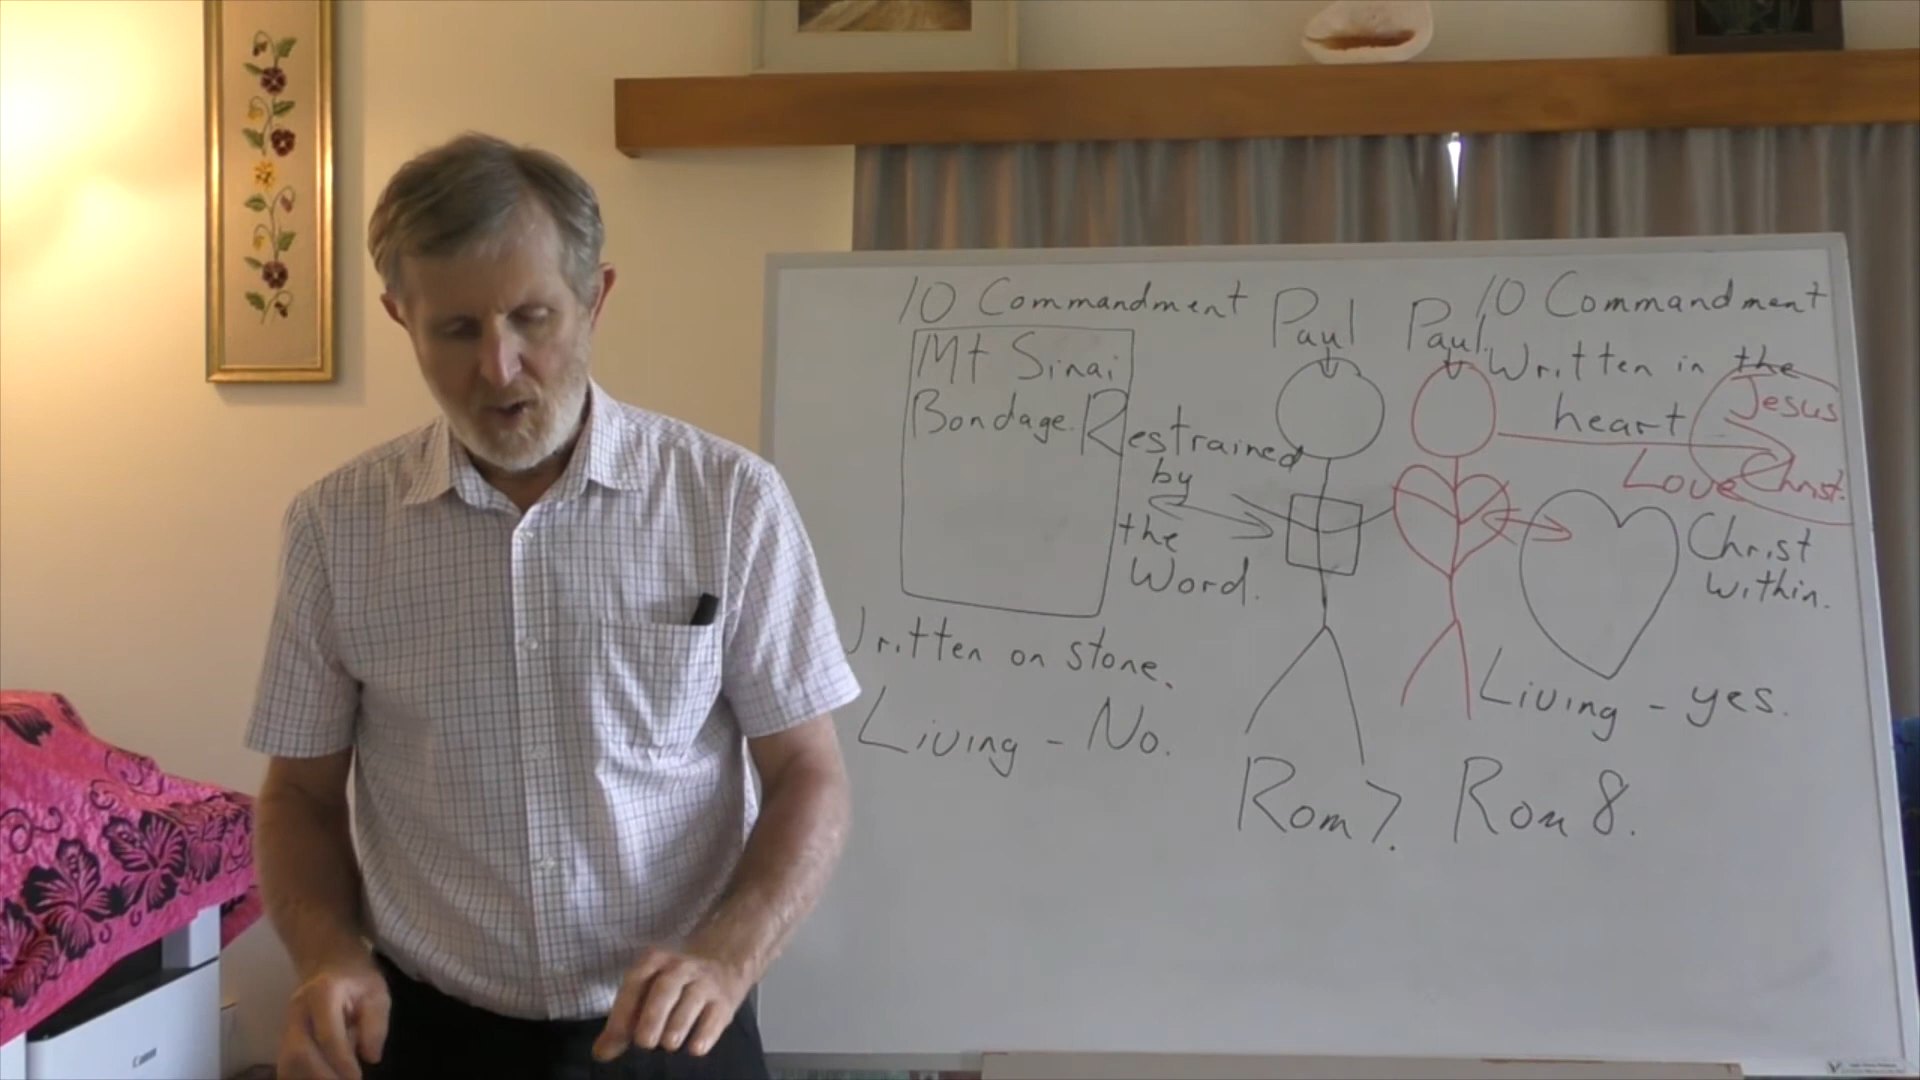 10 Commandment
Mt Sinai
Bondage.
Restrained
by
the
Word.
ritten on stone.
Living - No.
Paul
Paul
Rom 7.
Rom 8.
10 Commandment
Written in the
heart
Jesus
Christ.
Love
Christ
within.
Living - yes.
Canon